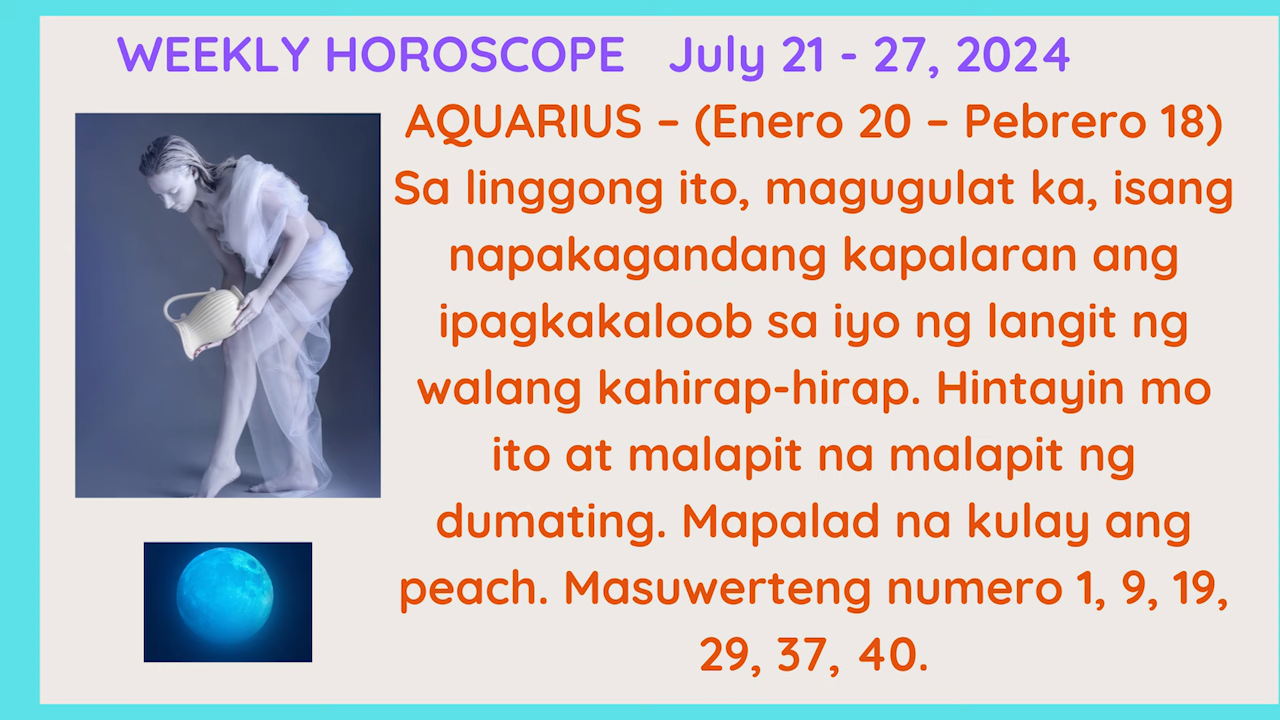 WEEKLY HOROSCOPE July 21 - 27, 2024
AQUARIUS – (Enero 20 – Pebrero 18)
Sa linggong ito, magugulat ka, isang
napakagandang kapalaran ang
ipagkakaloob sa iyo ng langit ng
walang kahirap-hirap. Hintayin mo
ito at malapit na malapit ng
dumating. Mapalad na kulay ang
peach. Masuwerteng numero 1, 9, 19,
29, 37, 40.